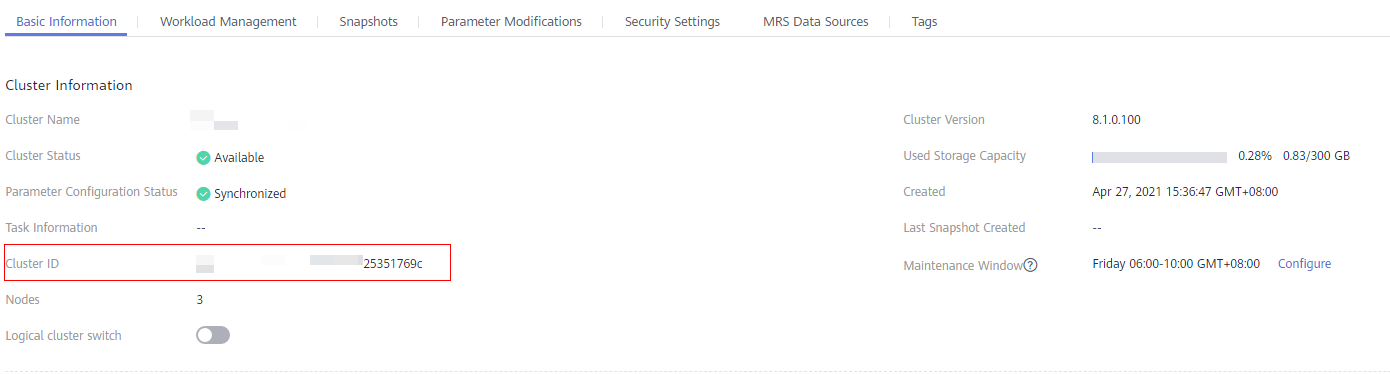 Basic Information Workload Management Snapshots Parameter Modifications Security Settings MRS Data Sources Tags
Cluster Information
Cluster Name
Cluster Version 8.1.0.100
Cluster Status Available
Used Storage Capacity 0.28% 0.83/300 GB
Parameter Configuration Status Synchronized
Created Apr 27, 2021 15:36:47 GMT+08:00
Task Information --
Last Snapshot Created --
Cluster ID 25351769c
Maintenance Window ? Friday 06:00-10:00 GMT+08:00 Configure
Nodes 3
Logical cluster switch